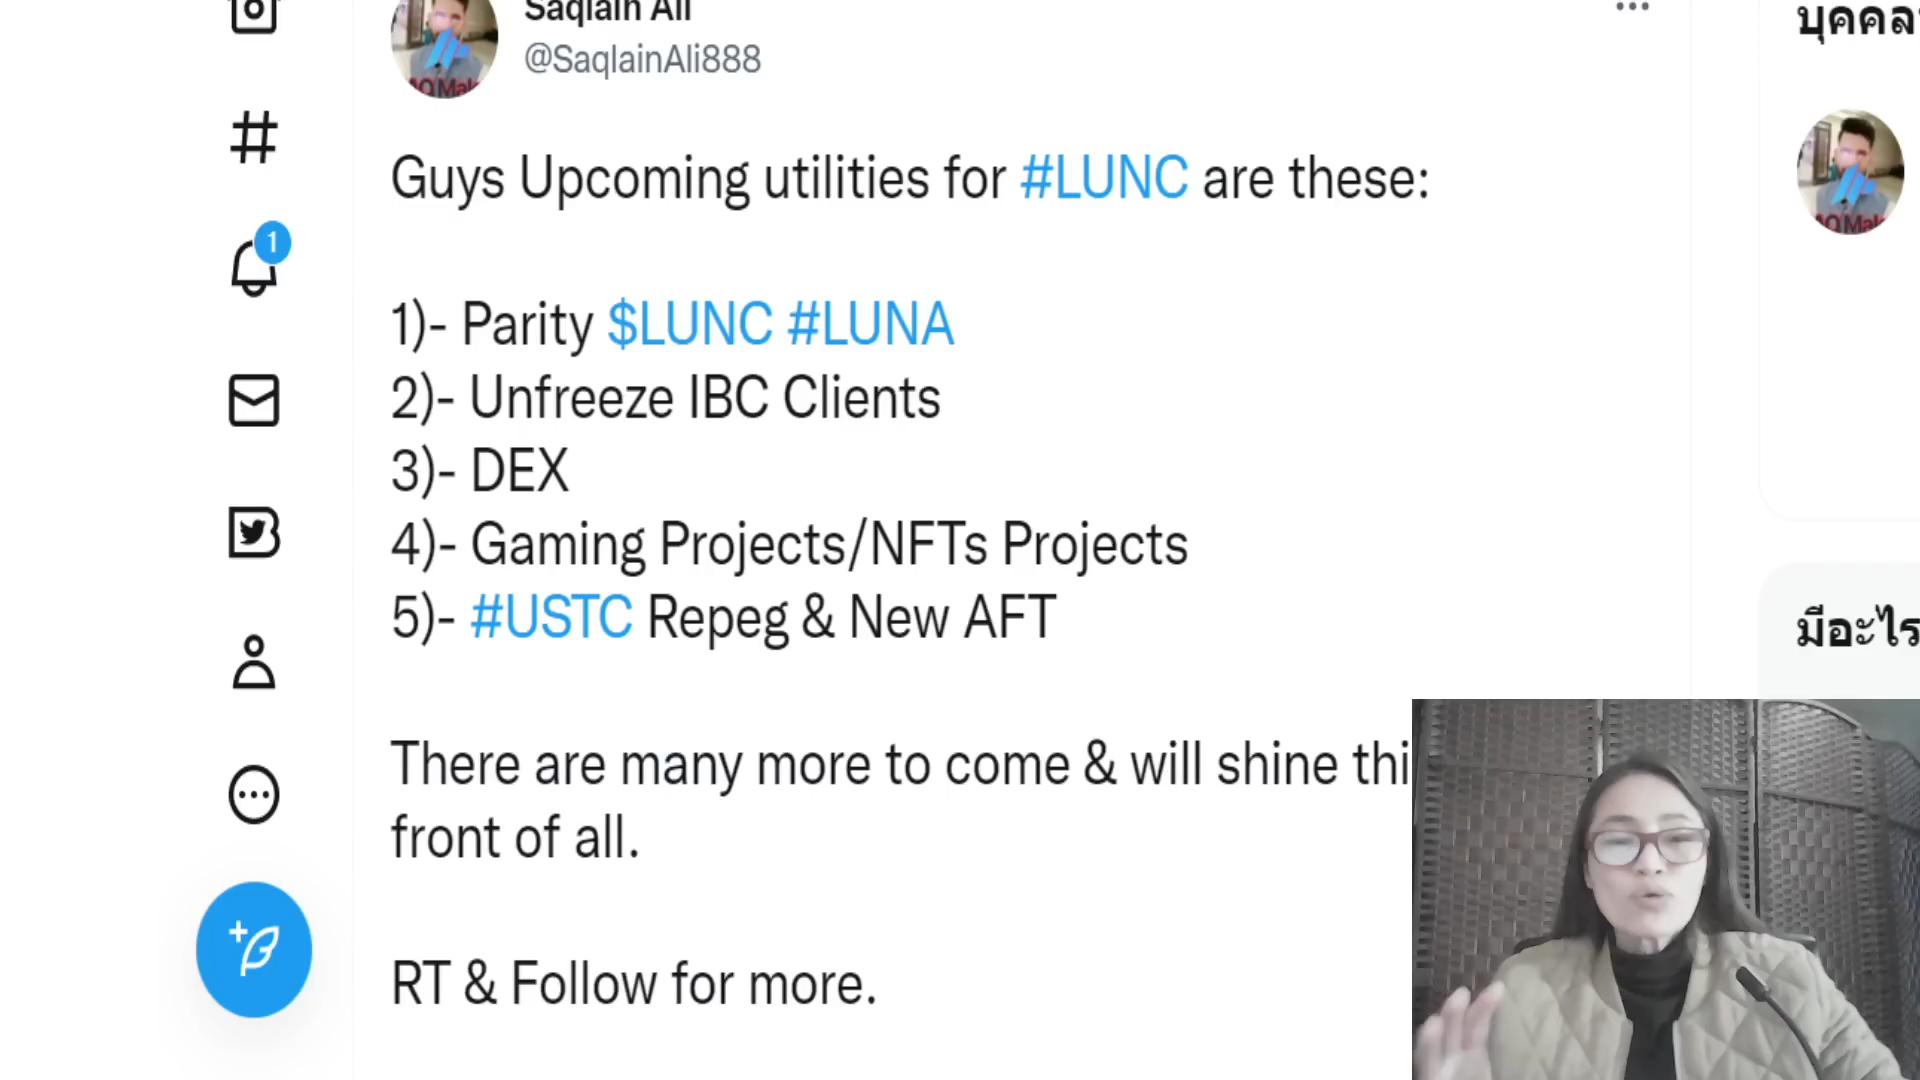 Saqlain Ali
@SaqlainAli888
Guys Upcoming utilities for #LUNC are these:
1)- Parity $LUNC #LUNA
2)- Unfreeze IBC Clients
3)- DEX
4)- Gaming Projects/NFTs Projects
5)- #USTC Repeg & New AFT
There are many more to come & will shine thi
front of all.
RT & Follow for more.
1
บุคคล
มีอะไร